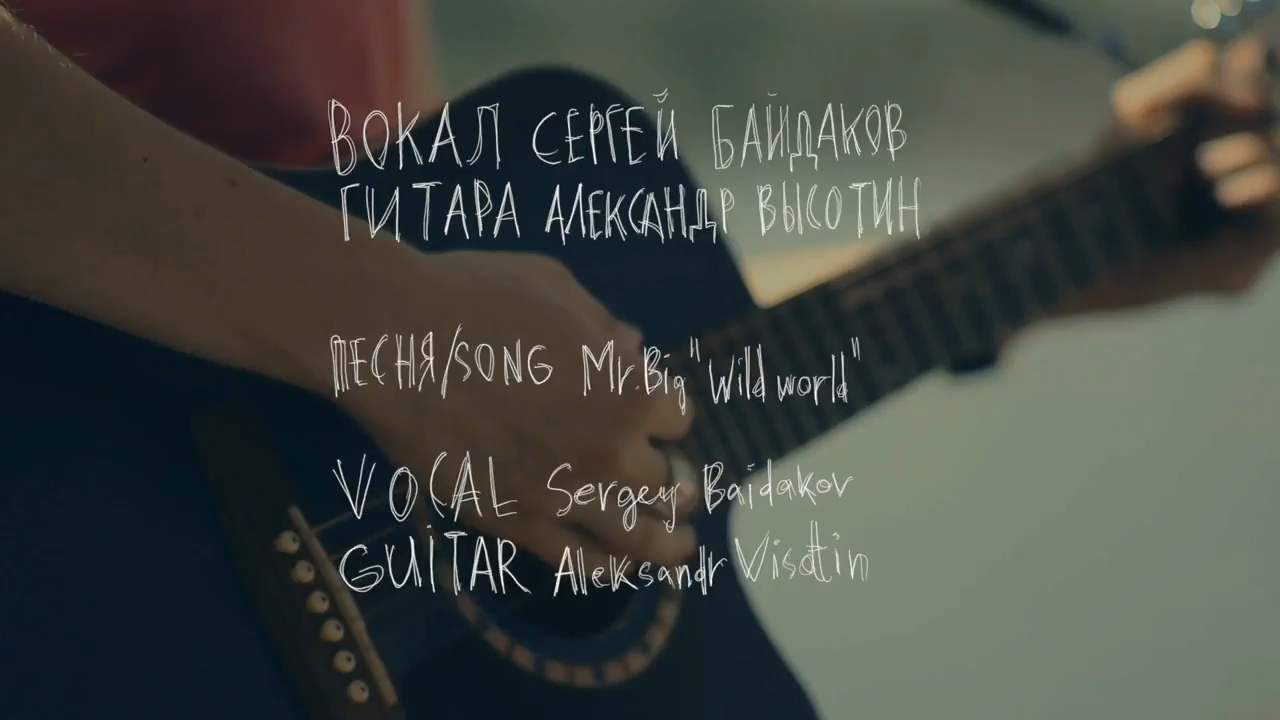 ВОКАЛ СЕРГЕЙ БАЙДАКОВ
ГИТАРА АЛЕКСАНДР ВЫСОТИН
ПЕСНЯ/SONG Mr.Big "Wild world"
VOCAL Sergey Baidakov
GUITAR Aleksandr Visotin